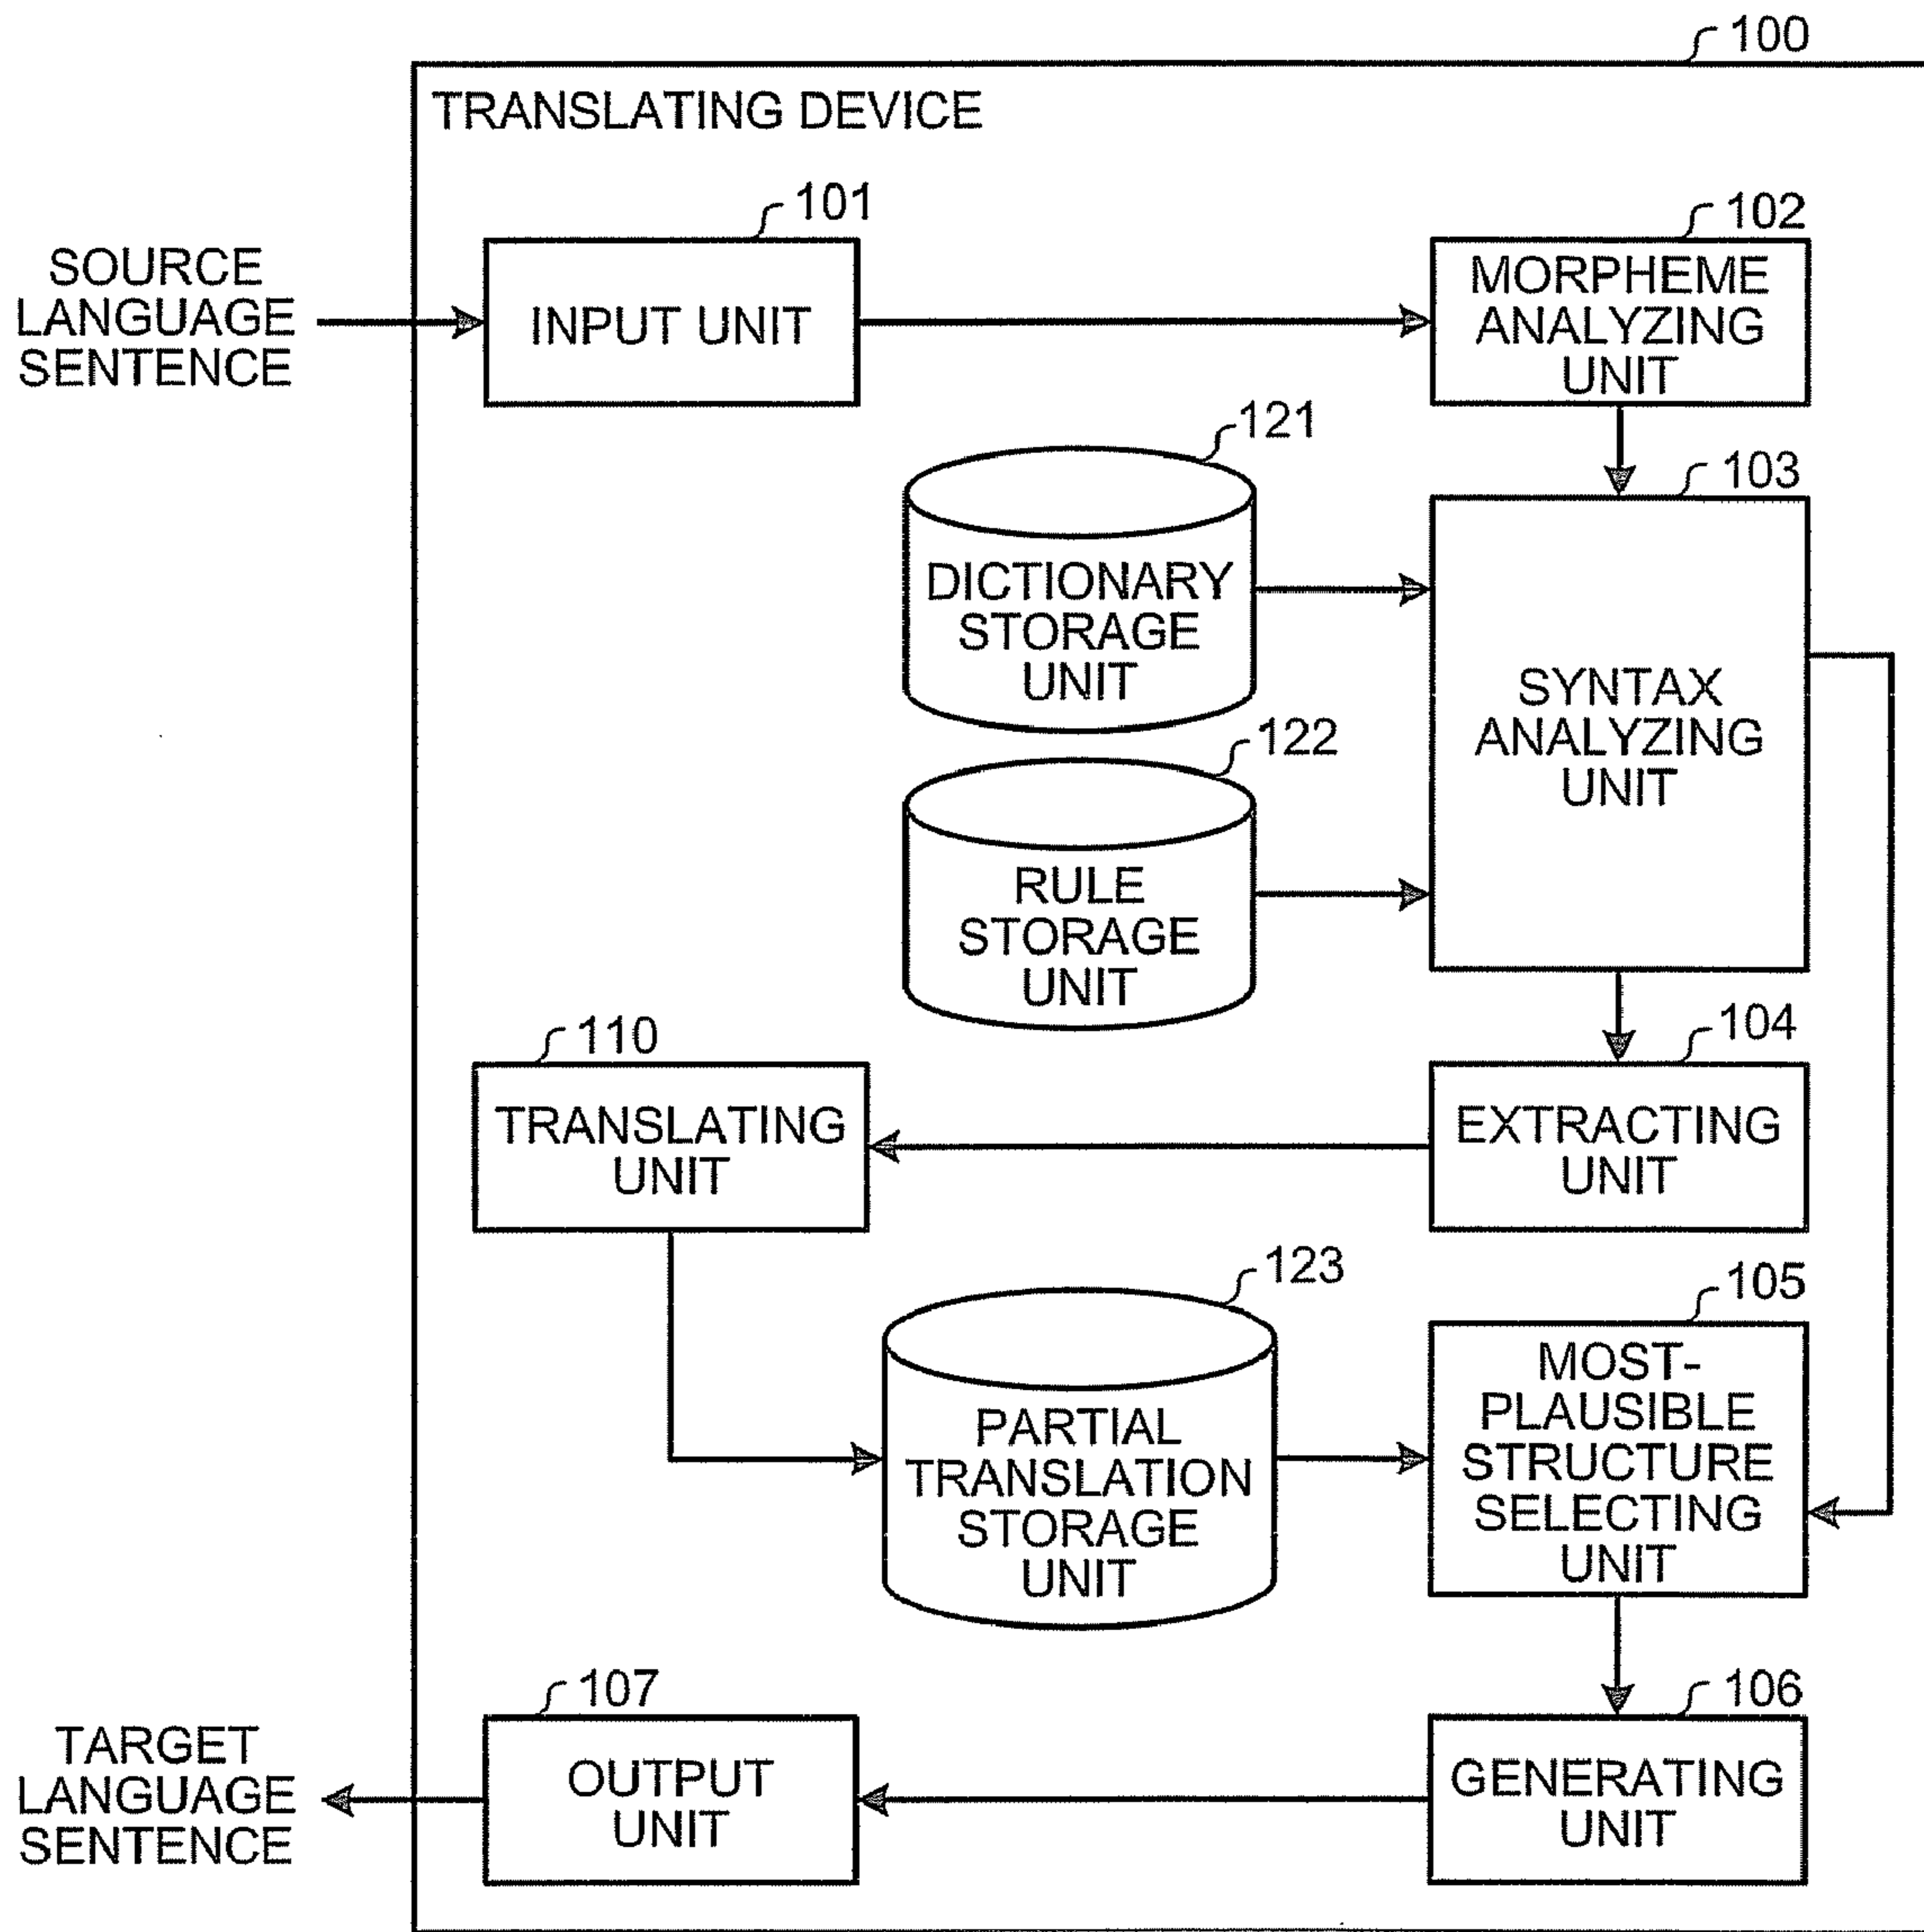 100
TRANSLATING DEVICE
101
102
SOURCE
LANGUAGE
SENTENCE
INPUT UNIT
MORPHEME
ANALYZING
UNIT
121
103
DICTIONARY
STORAGE
UNIT
SYNTAX
ANALYZING
UNIT
122
RULE
STORAGE
UNIT
110
104
TRANSLATING
UNIT
EXTRACTING
UNIT
123
105
PARTIAL
TRANSLATION
STORAGE
UNIT
MOST-
PLAUSIBLE
STRUCTURE
SELECTING
UNIT
107
106
TARGET
LANGUAGE
SENTENCE
OUTPUT
UNIT
GENERATING
UNIT